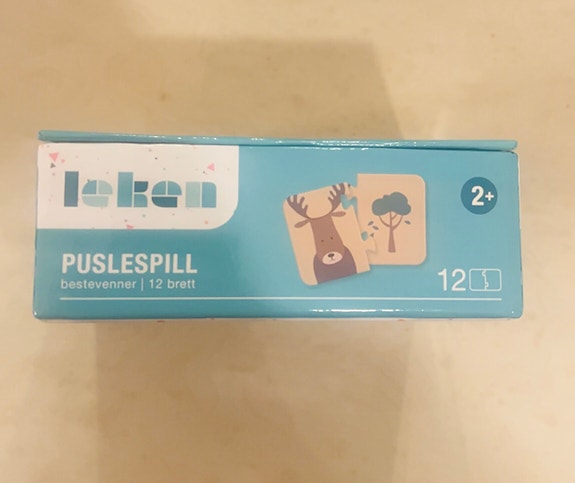 leken
2+
PUSLESPILL
bestevenner | 12 brett
12